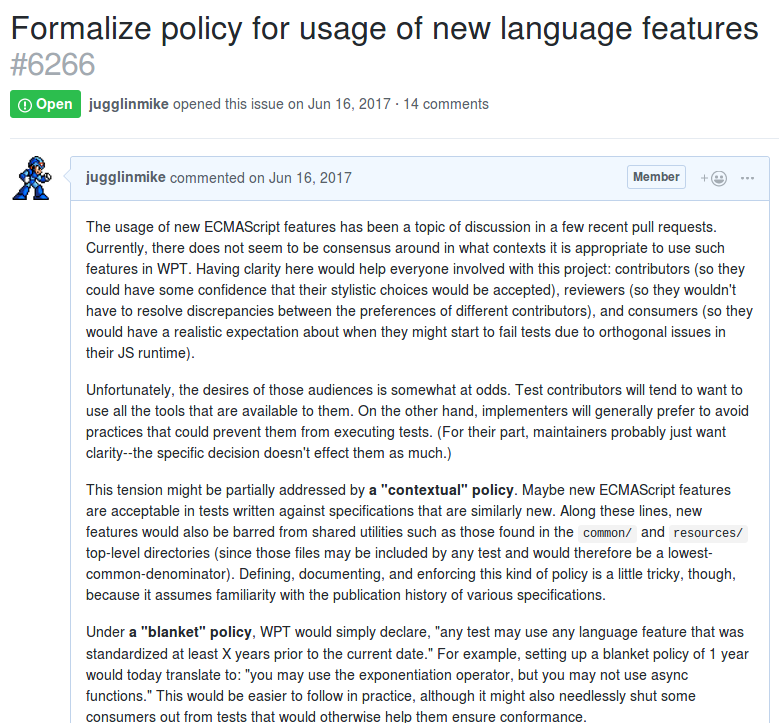 Formalize policy for usage of new language features
#6266
Open jugglinmike opened this issue on Jun 16, 2017 · 14 comments
jugglinmike commented on Jun 16, 2017 Member + ...
The usage of new ECMAScript features has been a topic of discussion in a few recent pull requests.
Currently, there does not seem to be consensus around in what contexts it is appropriate to use such
features in WPT. Having clarity here would help everyone involved with this project: contributors (so they
could have some confidence that their stylistic choices would be accepted), reviewers (so they wouldn't
have to resolve discrepancies between the preferences of different contributors), and consumers (so they
would have a realistic expectation about when they might start to fail tests due to orthogonal issues in
their JS runtime).
Unfortunately, the desires of those audiences is somewhat at odds. Test contributors will tend to want to
use all the tools that are available to them. On the other hand, implementers will generally prefer to avoid
practices that could prevent them from executing tests. (For their part, maintainers probably just want
clarity--the specific decision doesn't effect them as much.)
This tension might be partially addressed by a "contextual" policy. Maybe new ECMAScript features
are acceptable in tests written against specifications that are similarly new. Along these lines, new
features would also be barred from shared utilities such as those found in the common/ and resources/
top-level directories (since those files may be included by any test and would therefore be a lowest-
common-denominator). Defining, documenting, and enforcing this kind of policy is a little tricky, though,
because it assumes familiarity with the publication history of various specifications.
Under a "blanket" policy, WPT would simply declare, "any test may use any language feature that was
standardized at least X years prior to the current date." For example, setting up a blanket policy of 1 year
would today translate to: "you may use the exponentiation operator, but you may not use async
functions." This would be easier to follow in practice, although it might also needlessly shut some
consumers out from tests that would otherwise help them ensure conformance.